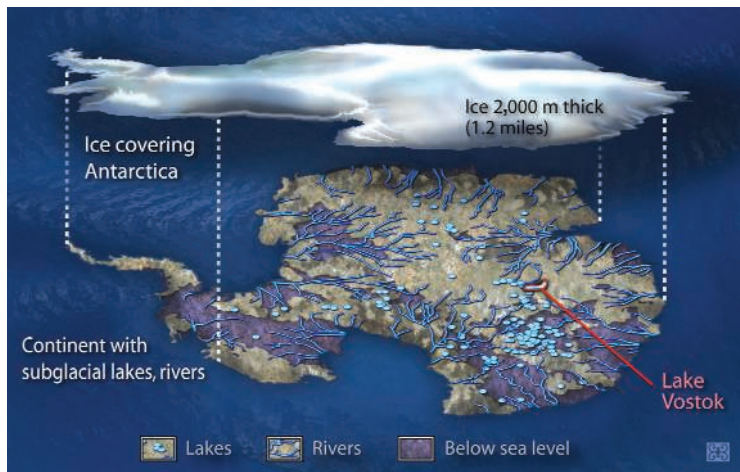 Ice 2,000 m thick
(1.2 miles)
Ice covering
Antarctica
Continent with
subglacial lakes, rivers
Lake
Vostok
Lakes
Rivers
Below sea level